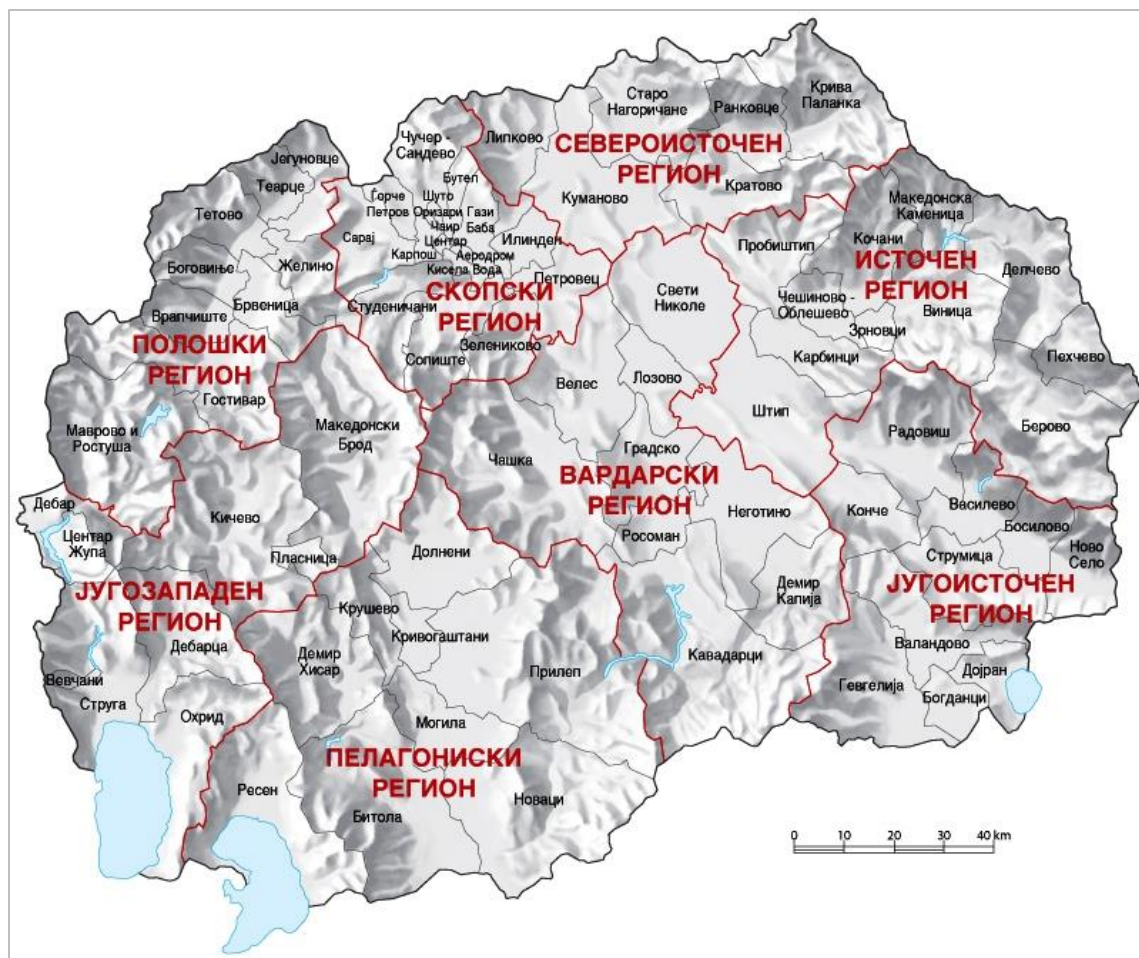 Крива
Паланка
Старо
Нагоричане
Ранковце
Липково
СЕВЕРОИСТОЧЕН
РЕГИОН
Куманово
Кратово
Чучер -
Сандево
Бутел
Ѓорче
Петров
Шуто
Оризари
Гази
Баба
Чаир
Центар
Сарај
Карпош
Аеродром
Кисела Вода
Илинден
Петровец
Студеничани
СКОПСКИ
РЕГИОН
Зелениково
Сопиште
Јегуновце
Теарце
Тетово
Желино
Боговиње
Брвеница
Врапчиште
ПОЛОШКИ
РЕГИОН
Гостивар
Маврово и
Ростуша
Македонска
Каменица
Пробиштип
Кочани
ИСТОЧЕН
РЕГИОН
Делчево
Чешиново -
Облешево
Виница
Зрновци
Карбинци
Пехчево
Штип
Берово
Свети
Николе
Велес
Лозово
Градско
Чашка
ВАРДАРСКИ
РЕГИОН
Неготино
Росоман
Демир
Капија
Кавадарци
Македонски
Брод
Дебар
Центар
Жупа
Кичево
Пласница
ЈУГОЗАПАДЕН
РЕГИОН
Дебарца
Вевчани
Струга
Охрид
Долнени
Крушево
Кривогаштани
Демир
Хисар
Прилеп
Могила
ПЕЛАГОНИСКИ
РЕГИОН
Ресен
Битола
Новаци
Радовиш
Василево
Конче
Босилово
Струмица
Ново
Село
ЈУГОИСТОЧЕН
РЕГИОН
Валандово
Дојран
Гевгелија
Богданци
0 10 20 30 40 km